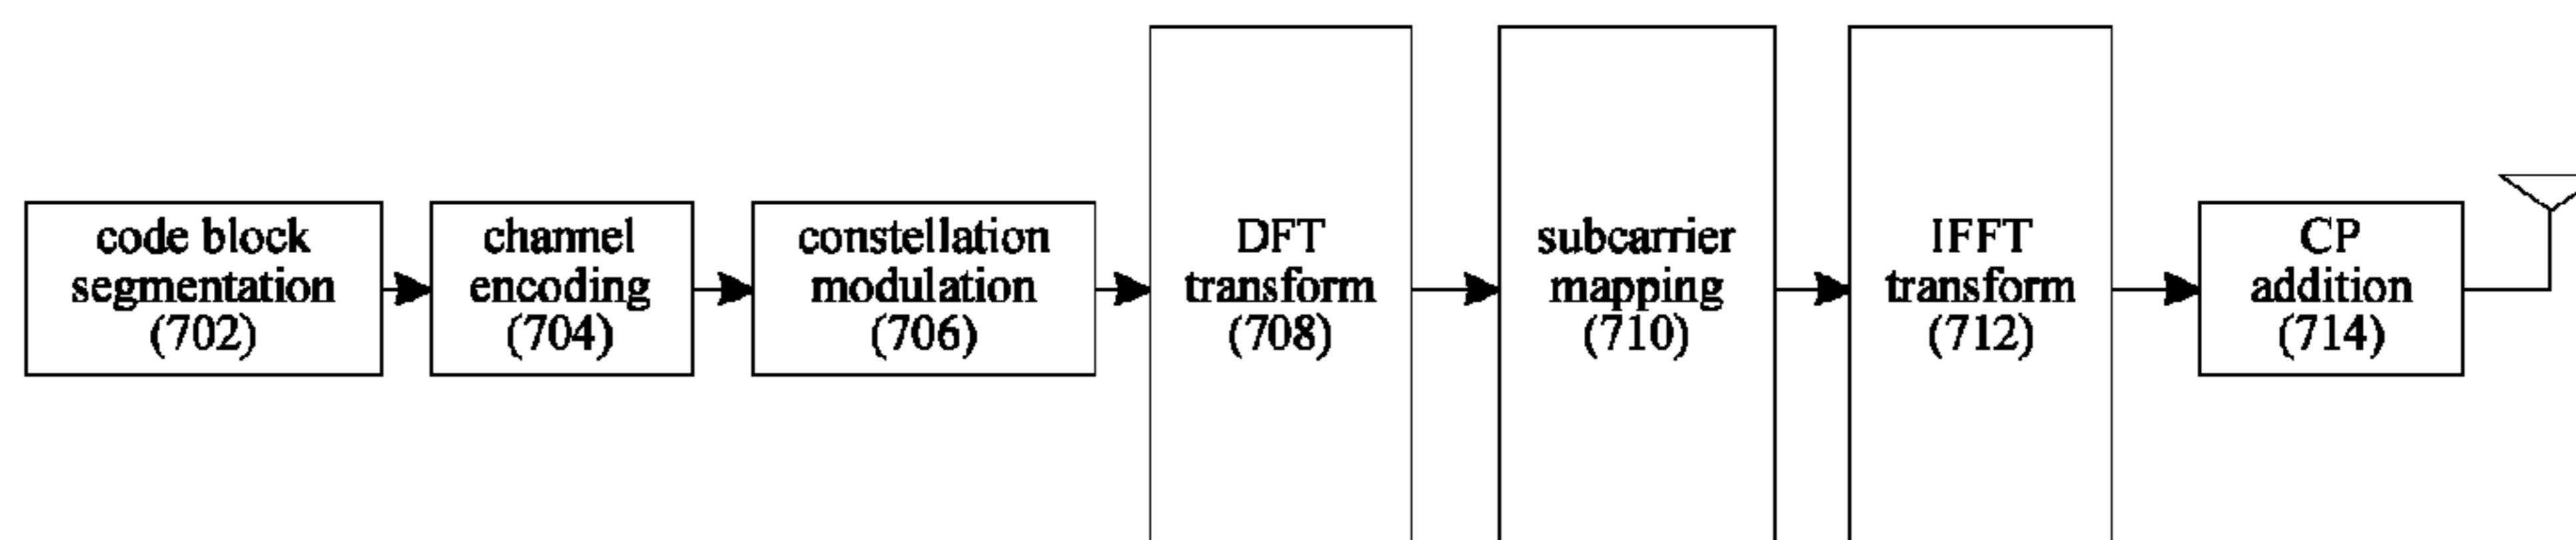 code block
segmentation
(702)
channel
encoding
(704)
constellation
modulation
(706)
DFT
transform
(708)
subcarrier
mapping
(710)
IFFT
transform
(712)
CP
addition
(714)